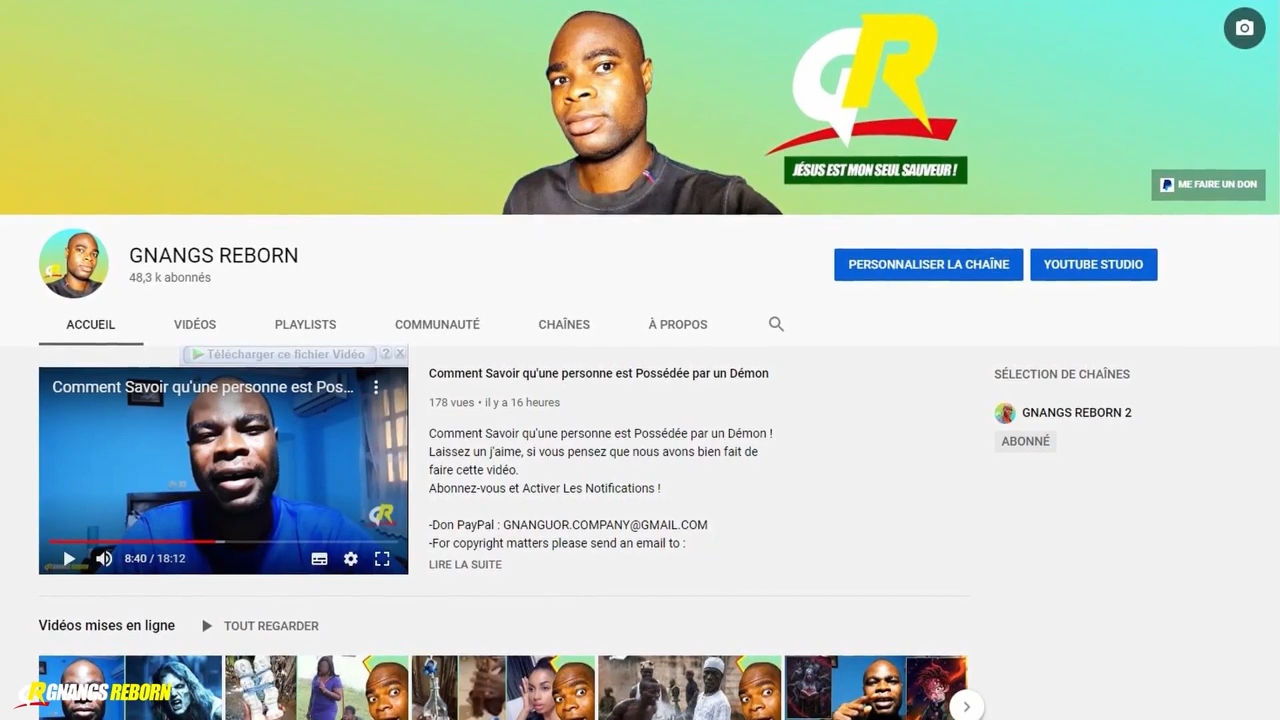 GR
JÉSUS EST MON SEUL SAUVEUR !
ME FAIRE UN DON
GNANGS REBORN
48,3 k abonnés
PERSONNALISER LA CHAÎNE
YOUTUBE STUDIO
ACCUEIL
VIDÉOS
PLAYLISTS
COMMUNAUTÉ
CHAÎNES
À PROPOS
Télécharger ce fichier Vidéo
?
Comment Savoir qu'une personne est Pos...
GR
8:40 / 18:12
Comment Savoir qu'une personne est Possédée par un Démon
178 vues • il y a 16 heures
Comment Savoir qu'une personne est Possédée par un Démon !
Laissez un j'aime, si vous pensez que nous avons bien fait de
faire cette vidéo.
Abonnez-vous et Activer Les Notifications !
-Don PayPal : GNANGUOR.COMPANY@GMAIL.COM
-For copyright matters please send an email to :
LIRE LA SUITE
SÉLECTION DE CHAÎNES
GNANGS REBORN 2
ABONNÉ
Vidéos mises en ligne
TOUT REGARDER
GR GNANGS REBORN